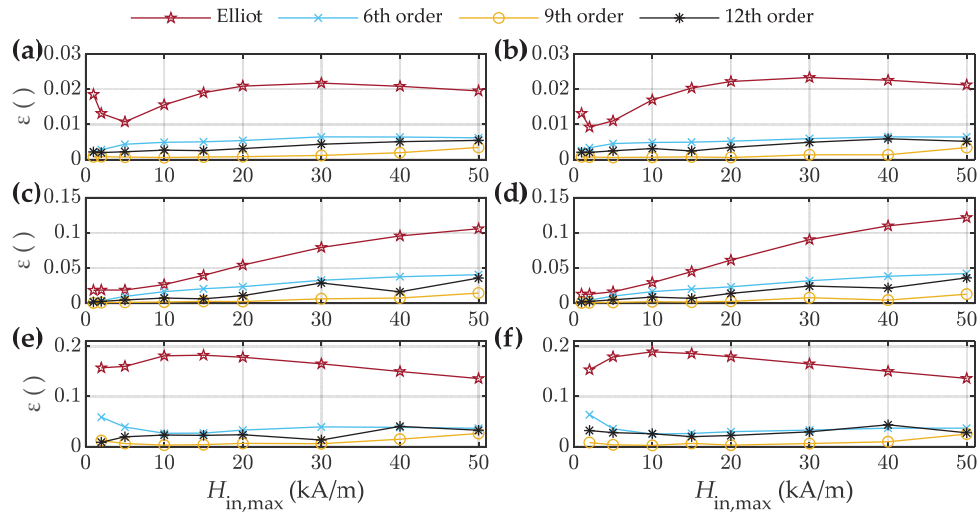 Elliot 6th order 9th order 12th order
(a) (b)
0.03 0.03
0.02 0.02
ε ( ) ε ( )
0.01 0.01
0 0
0 10 20 30 40 50 0 10 20 30 40 50
(c) (d)
0.15 0.15
0.1 0.1
ε ( ) ε ( )
0.05 0.05
0 0
0 10 20 30 40 50 0 10 20 30 40 50
(e) (f)
0.2 0.2
ε ( ) ε ( )
0.1 0.1
0 0
0 10 20 30 40 50 0 10 20 30 40 50
H_in,max (kA/m) H_in,max (kA/m)